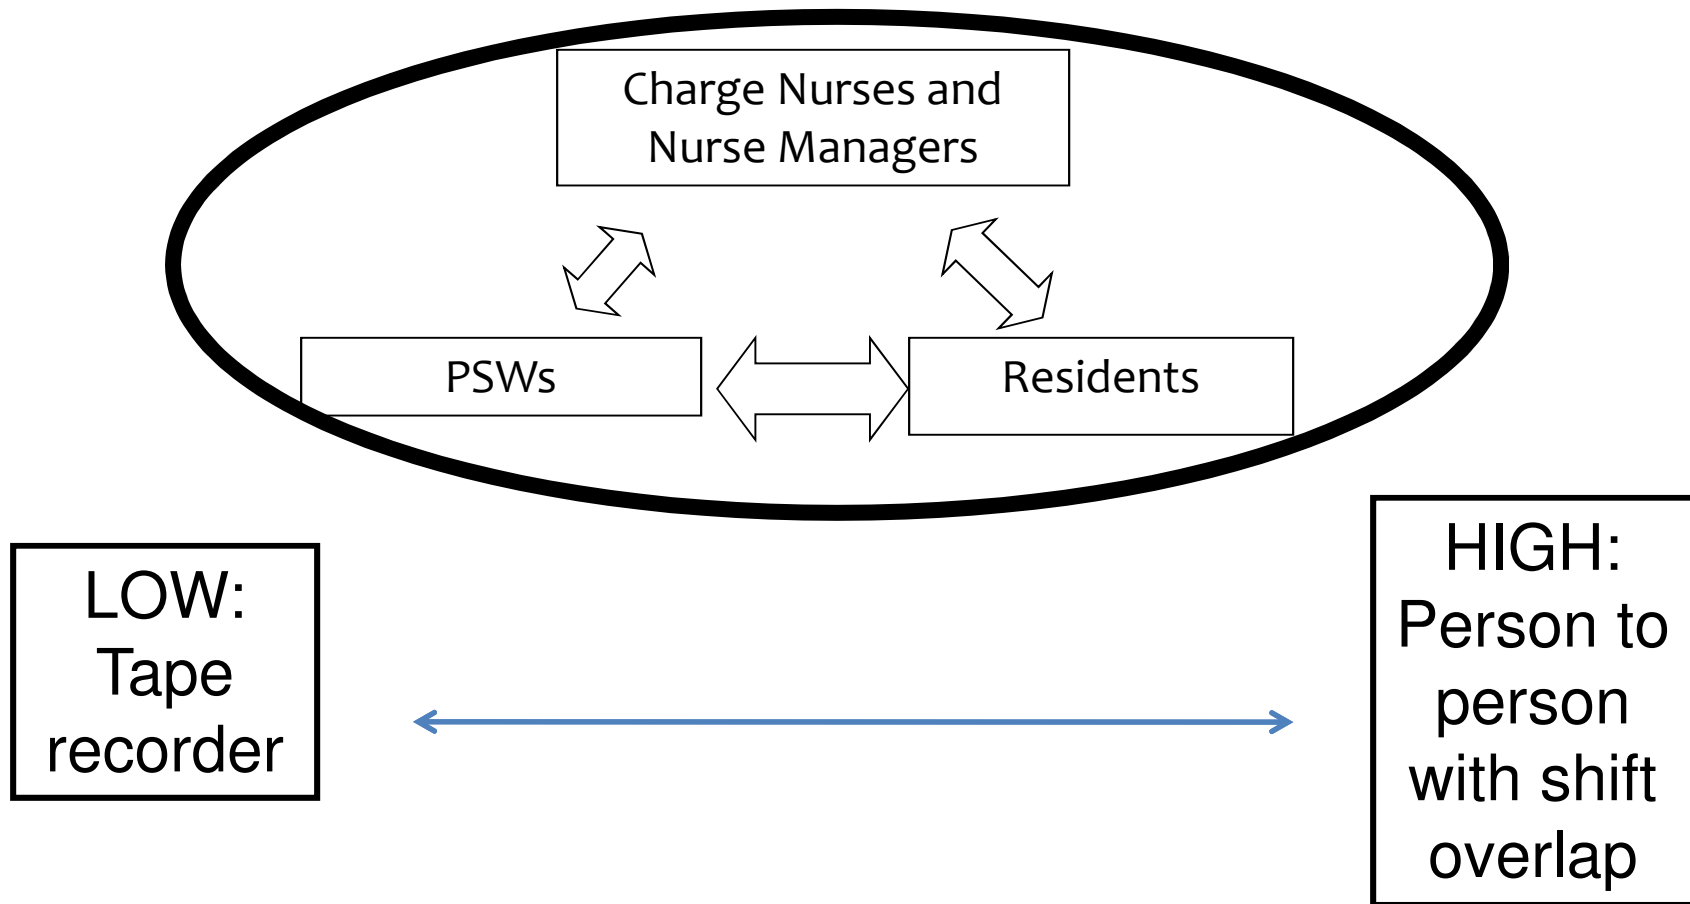 Charge Nurses and
Nurse Managers
PSWs
Residents
LOW:
Tape
recorder
HIGH:
Person to
person
with shift
overlap